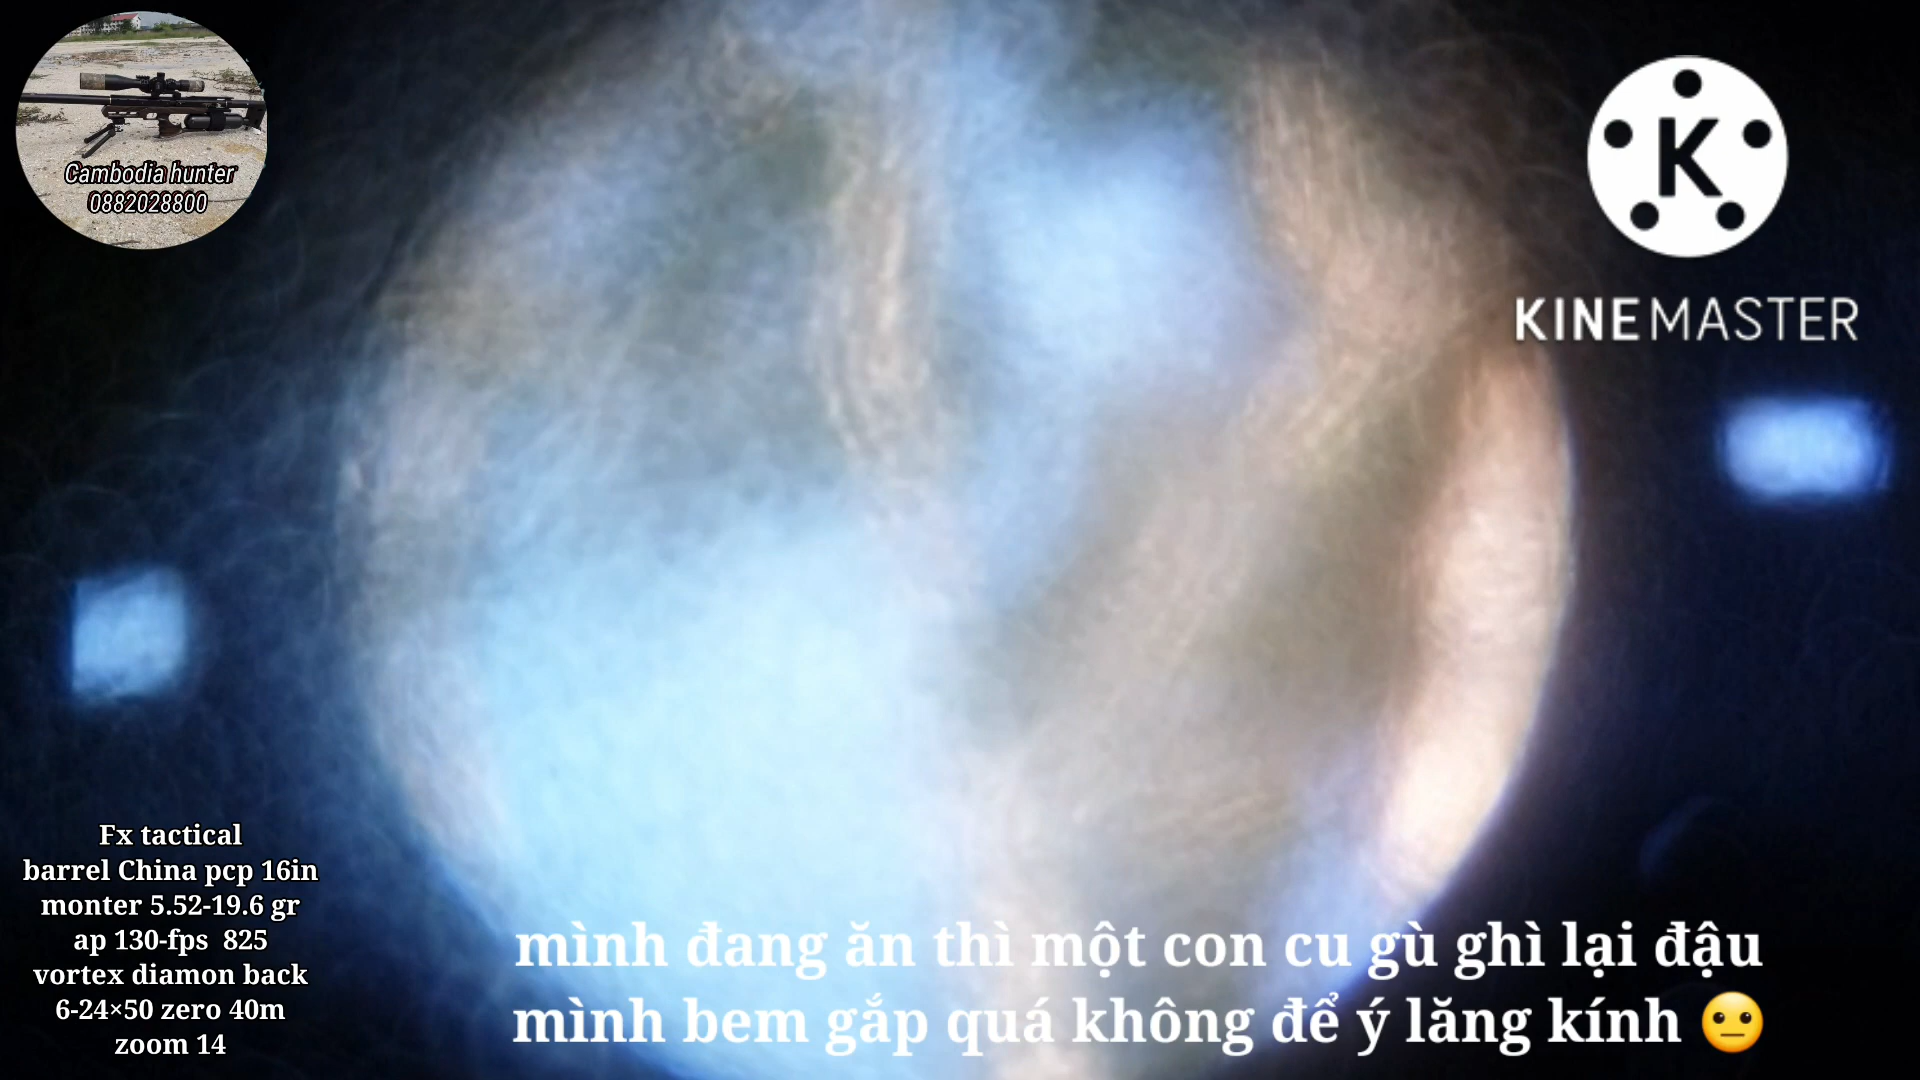 Cambodia hunter
0882028800
K
KINEMASTER
Fx tactical
barrel China pcp 16in
monter 5.52-19.6 gr
ap 130-fps 825
vortex diamon back
6-24×50 zero 40m
zoom 14
mình đang ăn thì một con cu gù ghì lại đậu
mình bem gắp quá không để ý lăng kính 😐